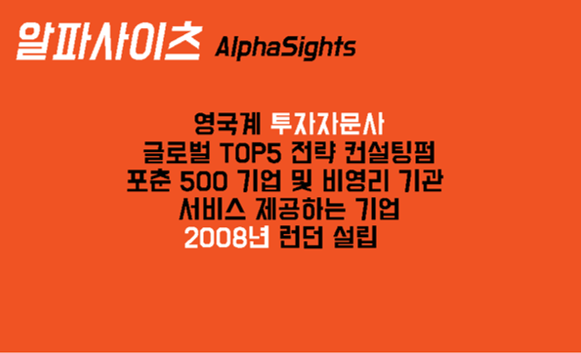 알파사이츠 AlphaSights
영국계 투자자문사
글로벌 TOP5 전략 컨설팅펌
포춘 500 기업 및 비영리 기관
서비스 제공하는 기업
2008년 런던 설립